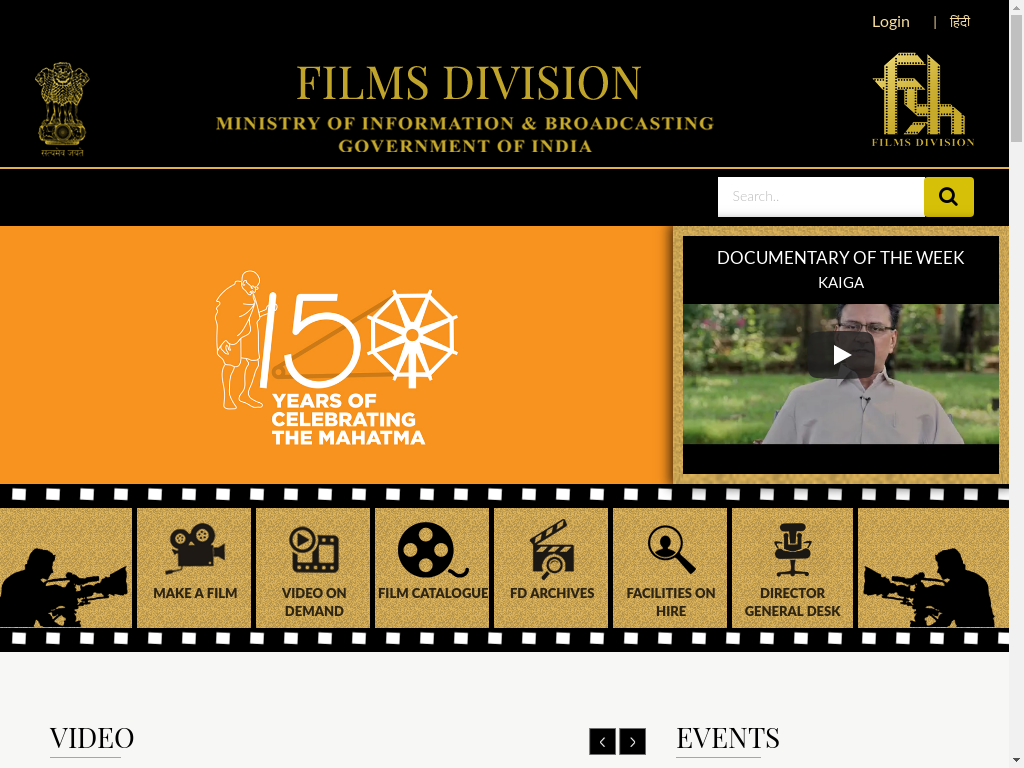 Login | हिंदी
सत्यमेव जयते
FILMS DIVISION
MINISTRY OF INFORMATION & BROADCASTING
GOVERNMENT OF INDIA
FILMS DIVISION
Search..
150
YEARS OF
CELEBRATING
THE MAHATMA
DOCUMENTARY OF THE WEEK
KAIGA
MAKE A FILM
VIDEO ON
DEMAND
FILM CATALOGUE
FD ARCHIVES
FACILITIES ON
HIRE
DIRECTOR
GENERAL DESK
VIDEO
EVENTS